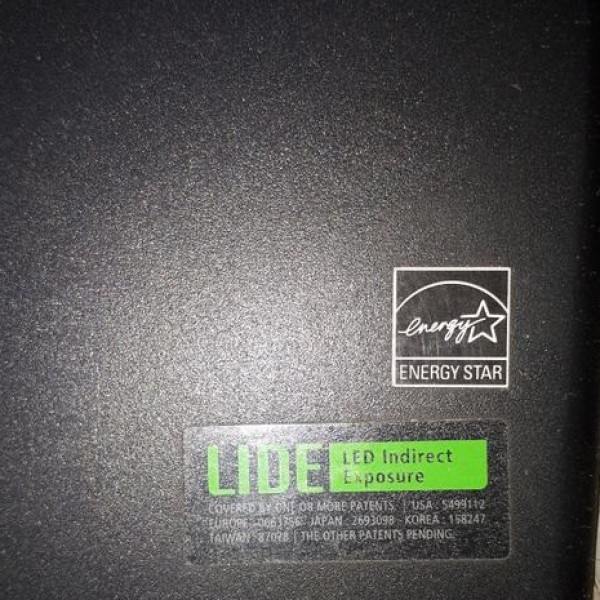 energy
ENERGY STAR
LiDE LED Indirect
Exposure
COVERED BY ONE OR MORE PATENTS. | USA : 5499112
EUROPE : 0663756 JAPAN : 2693098 KOREA : 158247
TAIWAN : 87078 | THE OTHER PATENTS PENDING.